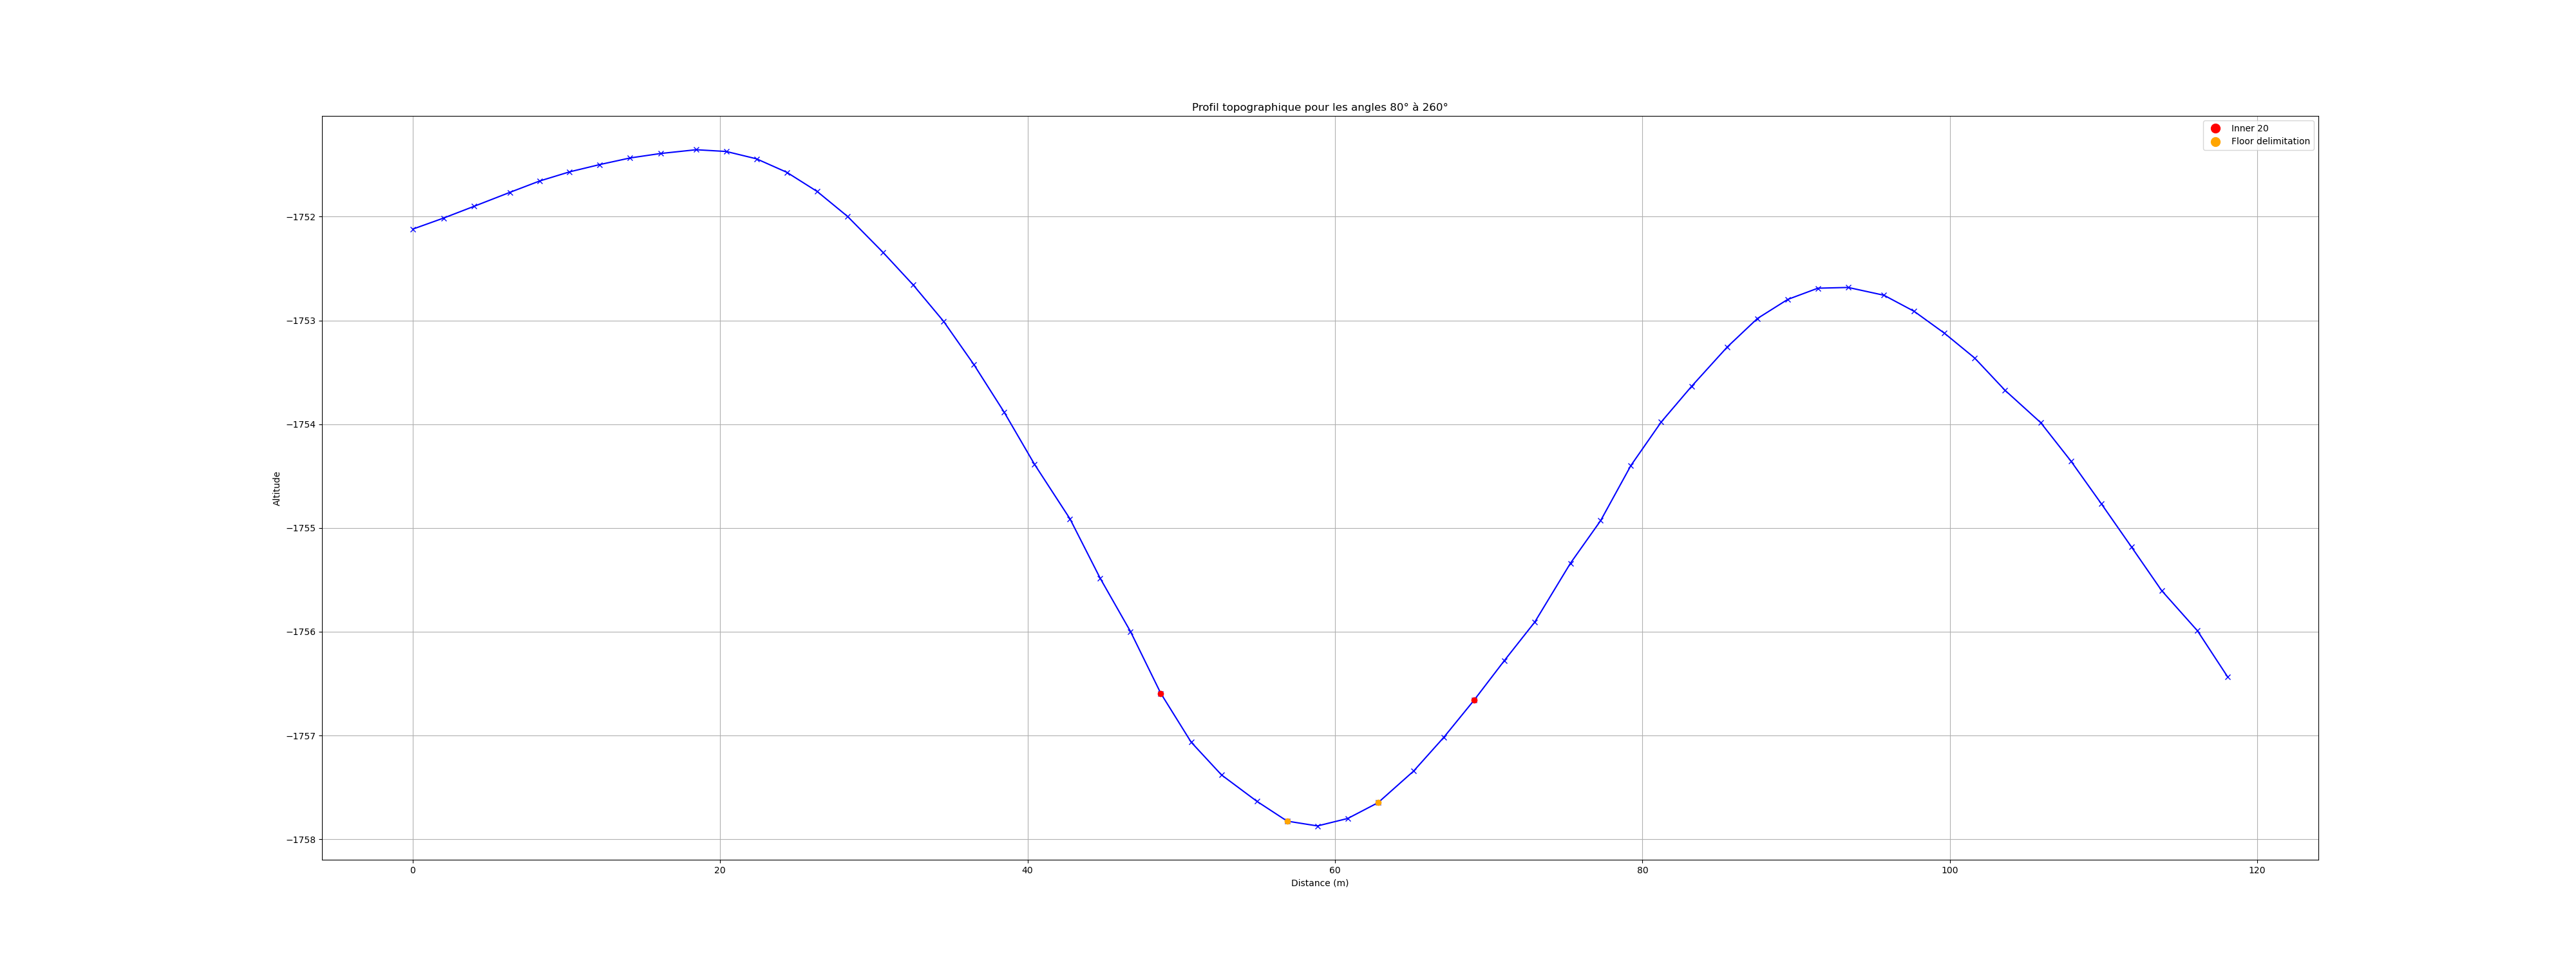 Profil topographique pour les angles 80° à 260°
Inner 20
Floor delimitation
Altitude
−1752
−1753
−1754
−1755
−1756
−1757
−1758
0 20 40 60 80 100 120
Distance (m)